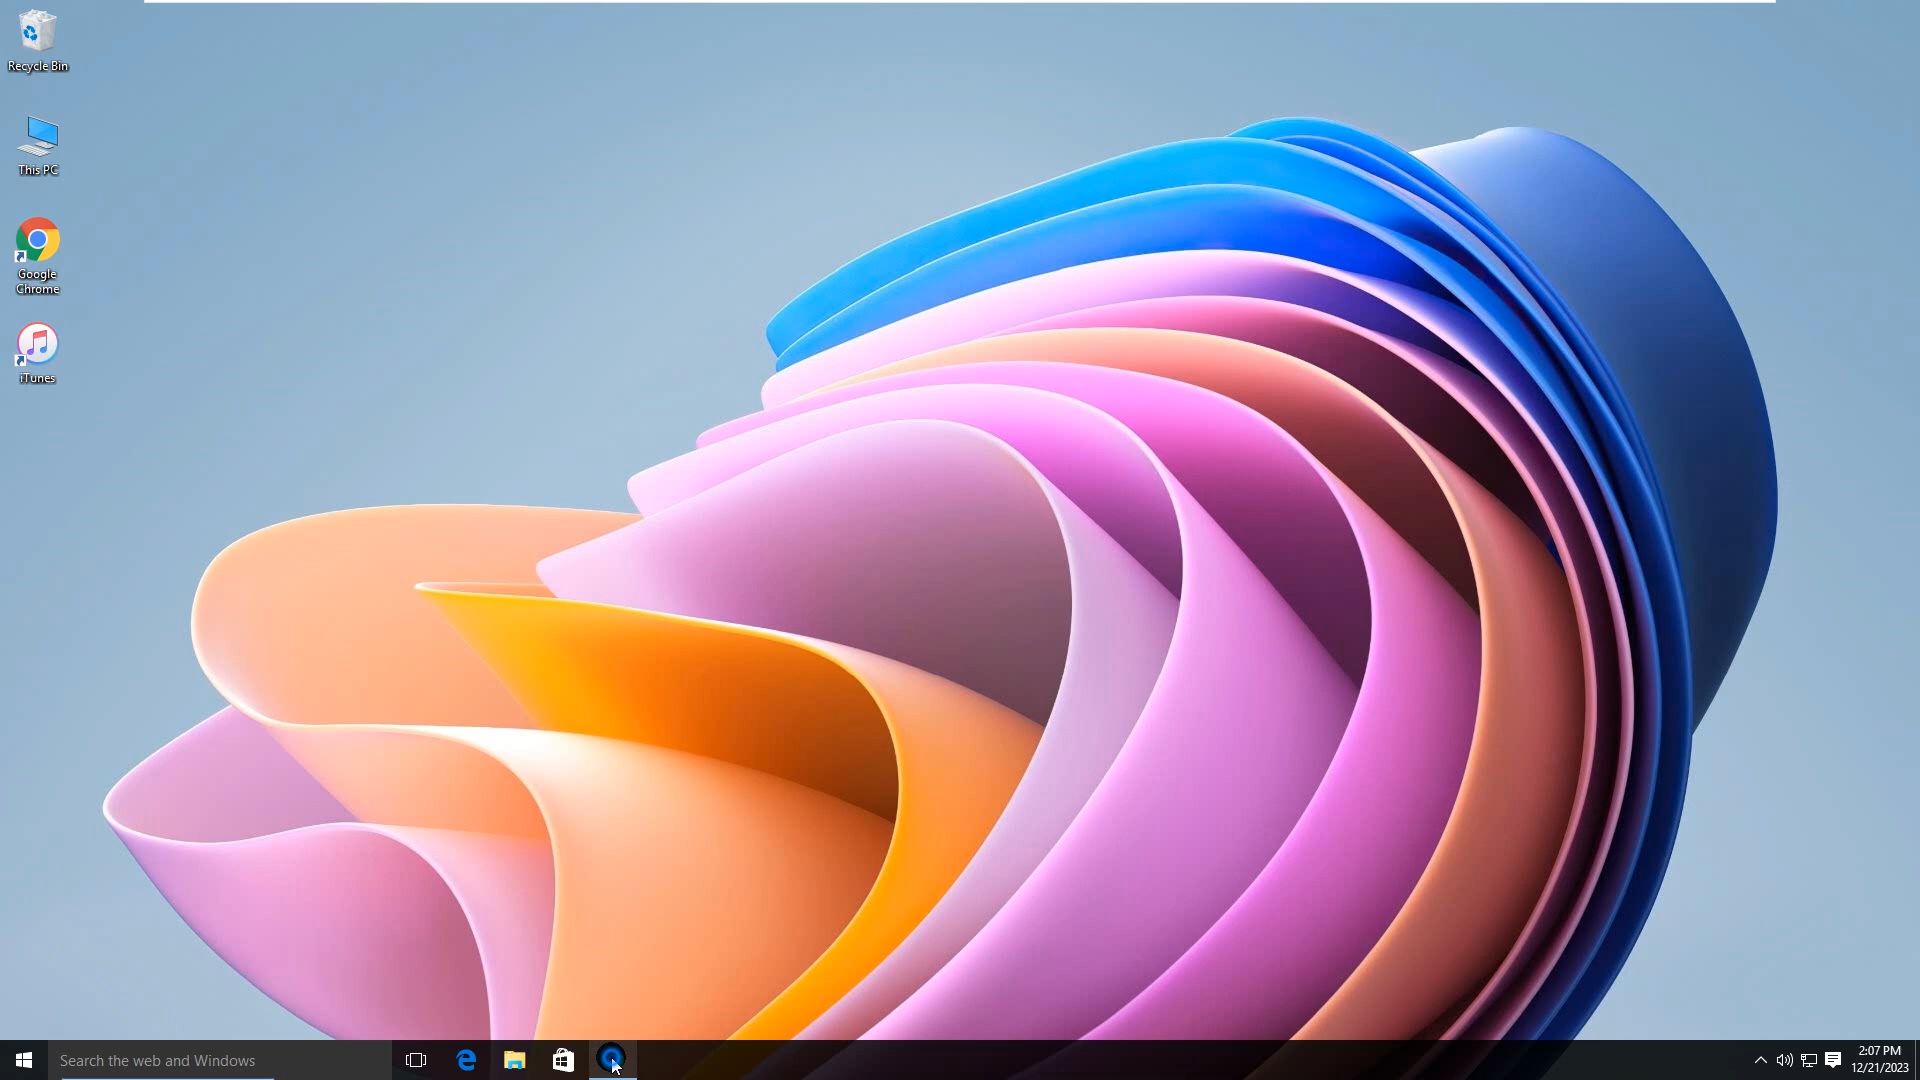 Recycle Bin
This PC
Google
Chrome
iTunes
Search the web and Windows
2:07 PM
12/21/2023